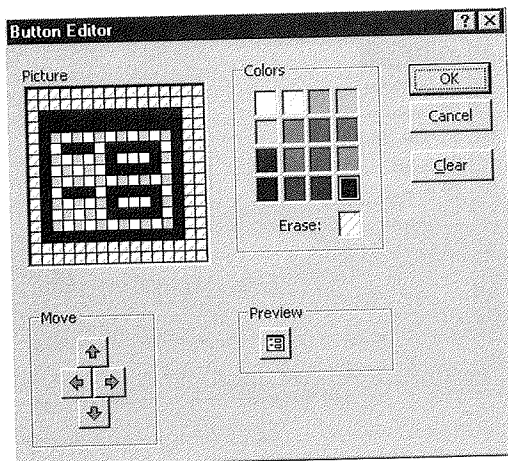 Button Editor
Picture
Colors
OK
Cancel
Clear
Erase:
Move
Preview